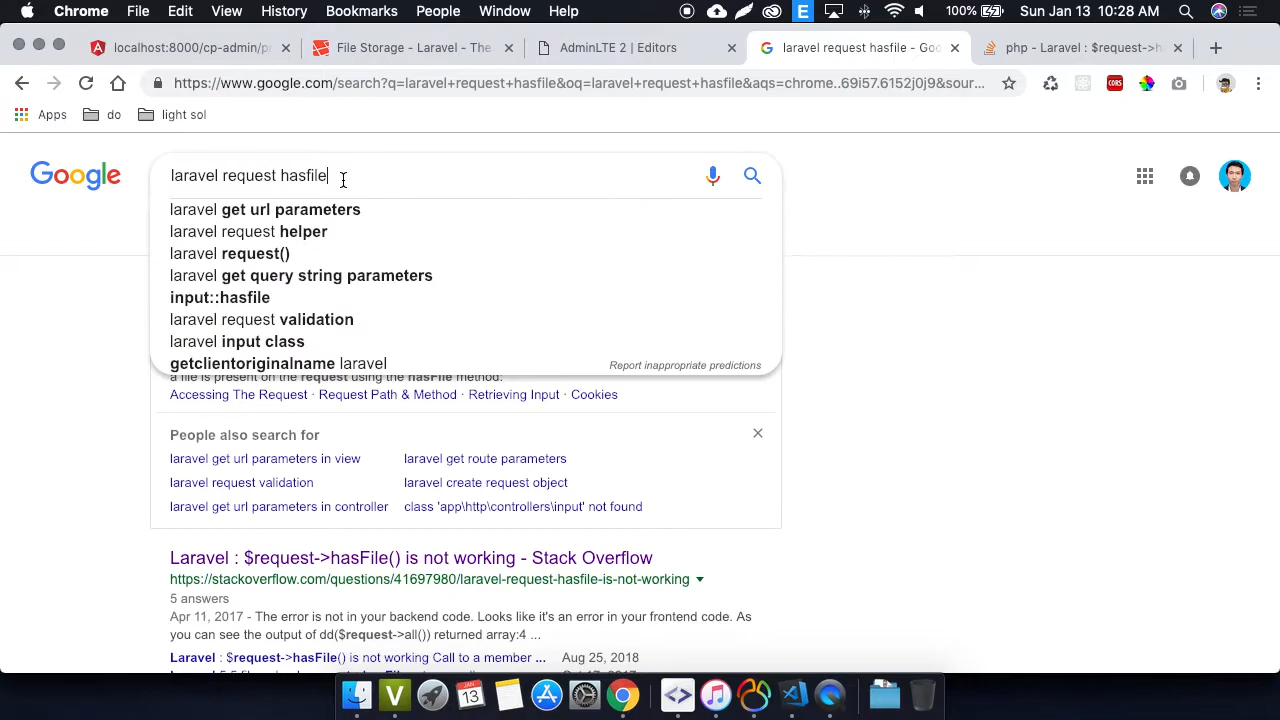 Chrome File Edit View History Bookmarks People Window Help 100% Sun Jan 13 10:28 AM
localhost:8000/cp-admin/pr File Storage - Laravel - The AdminLTE 2 | Editors laravel request hasfile - Goo php - Laravel : $request->h
https://www.google.com/search?q=laravel+request+hasfile&oq=laravel+request+hasfile&aqs=chrome..69i57.6152j0j9&sour...
Apps do light sol
Google laravel request hasfile
laravel get url parameters
laravel request helper
laravel request()
laravel get query string parameters
input::hasfile
laravel request validation
laravel input class
getclientoriginalname laravel Report inappropriate predictions
a file is present on the request using the hasFile method:
Accessing The Request · Request Path & Method · Retrieving Input · Cookies
People also search for
laravel get url parameters in view laravel get route parameters
laravel request validation laravel create request object
laravel get url parameters in controller class 'app\http\controllers\input' not found
Laravel : $request->hasFile() is not working - Stack Overflow
https://stackoverflow.com/questions/41697980/laravel-request-hasfile-is-not-working
5 answers
Apr 11, 2017 - The error is not in your backend code. Looks like it's an error in your frontend code. As
you can see the output of dd($request->all()) returned array:4 ...
Laravel : $request->hasFile() is not working Call to a member ... Aug 25, 2018